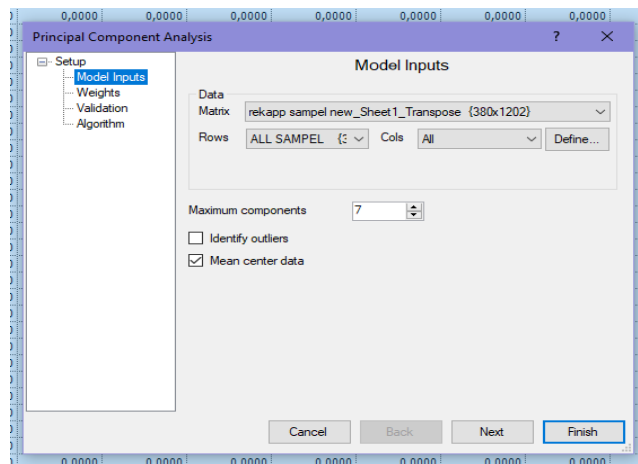 0,0000 0,0000 0,0000 0,0000 0,0000 0,0000 0,0000
Principal Component Analysis ? ×
Setup
Model Inputs
Weights
Validation
Algorithm
Model Inputs
Data
Matrix rekapp sampel new_Sheet1_Transpose {380x1202}
Rows ALL SAMPEL {3 Cols All Define...
Maximum components 7
Identify outliers
Mean center data
Cancel Back Next Finish
0,0000 0,0000 0,0000 0,0000 0,0000 0,0000 0,0000